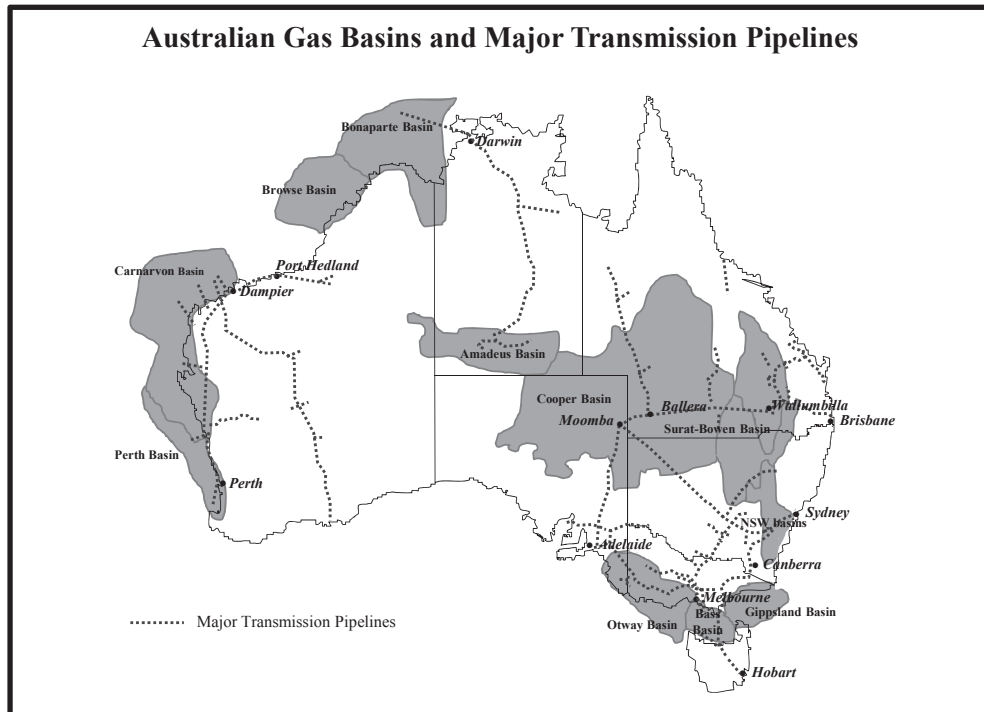 Australian Gas Basins and Major Transmission Pipelines
Bonaparte Basin
Darwin
Browse Basin
Carnarvon Basin
Port Hedland
Dampier
Amadeus Basin
Cooper Basin
Ballera
Wallumbilla
Moomba
Surat-Bowen Basin
Brisbane
Perth Basin
Perth
Sydney
NSW basins
Adelaide
Canberra
Melbourne
Gippsland Basin
Otway Basin
Bass
Basin
Major Transmission Pipelines
Hobart